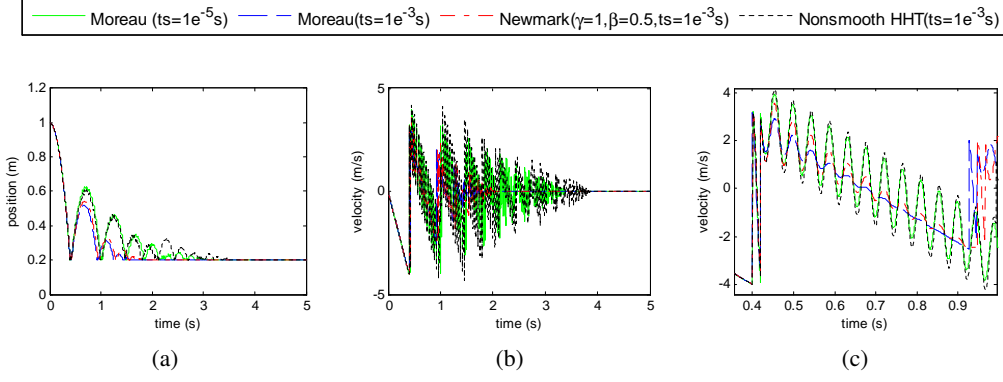 Moreau (ts=1e⁻⁵s) Moreau(ts=1e⁻³s) Newmark(γ=1,β=0.5,ts=1e⁻³s) Nonsmooth HHT(ts=1e⁻³s)
1.2
1
0.8
0.6
0.4
0.2
0
position (m)
0 1 2 3 4 5
time (s)
(a)
5
0
-5
velocity (m/s)
0 1 2 3 4 5
time (s)
(b)
4
2
0
-2
-4
velocity (m/s)
0.4 0.5 0.6 0.7 0.8 0.9
time (s)
(c)